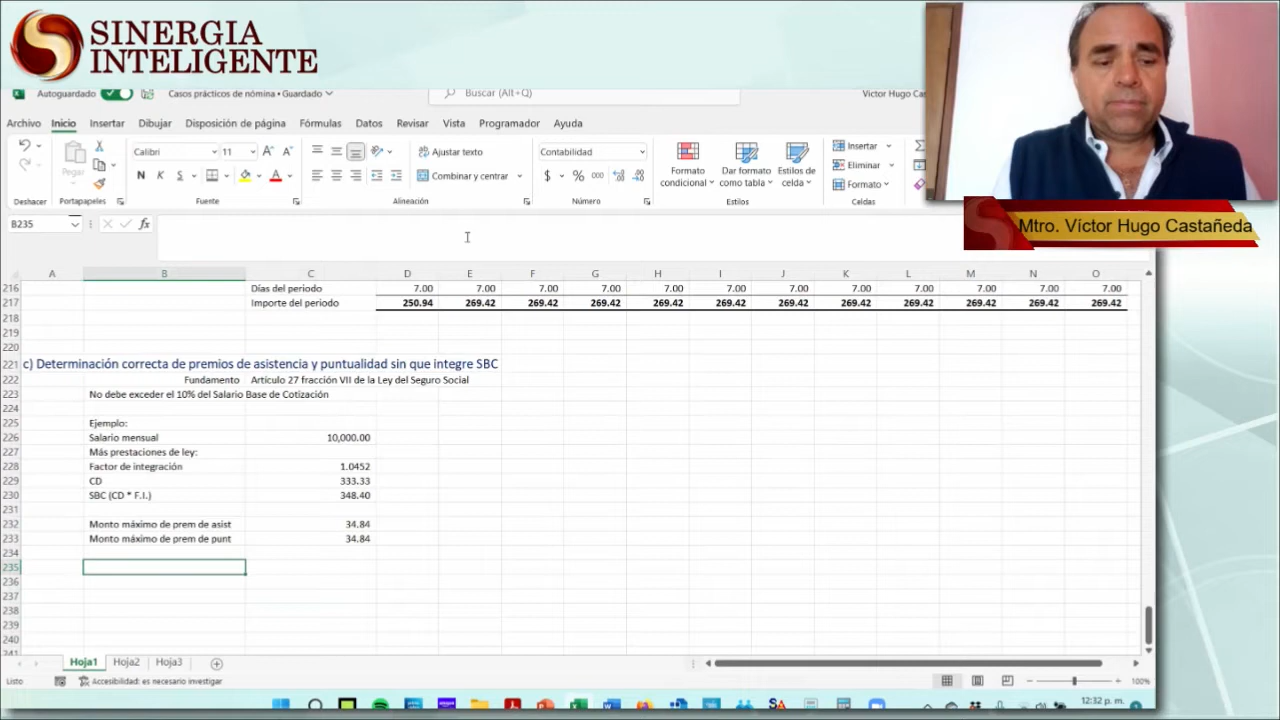 SINERGIA
INTELIGENTE
Autoguardado Casos prácticos de nómina • Guardado Buscar (Alt+Q) Victor Hugo Cas
Archivo Inicio Insertar Dibujar Disposición de página Fórmulas Datos Revisar Vista Programador Ayuda
Pegar Calibri 11 Ajustar texto Contabilidad Formato condicional Dar formato como tabla Estilos de celda Insertar
N K S Combinar y centrar $ % 000 Eliminar
Formato
Deshacer Portapapeles Fuente Alineación Número Estilos Celdas
Mtro. Víctor Hugo Castañeda
B235 fx
A B C D E F G H I J K L M N O
216 Días del periodo 7.00 7.00 7.00 7.00 7.00 7.00 7.00 7.00 7.00 7.00 7.00 7.00
217 Importe del periodo 250.94 269.42 269.42 269.42 269.42 269.42 269.42 269.42 269.42 269.42 269.42 269.42
218
219
220
221 c) Determinación correcta de premios de asistencia y puntualidad sin que integre SBC
222 Fundamento Artículo 27 fracción VII de la Ley del Seguro Social
223 No debe exceder el 10% del Salario Base de Cotización
224
225 Ejemplo:
226 Salario mensual 10,000.00
227 Más prestaciones de ley:
228 Factor de integración 1.0452
229 CD 333.33
230 SBC (CD * F.I.) 348.40
231
232 Monto máximo de prem de asist 34.84
233 Monto máximo de prem de punt 34.84
234
235
236
237
238
239
240
241
Hoja1 Hoja2 Hoja3
Listo Accesibilidad: es necesario investigar 100%
12:32 p. m.